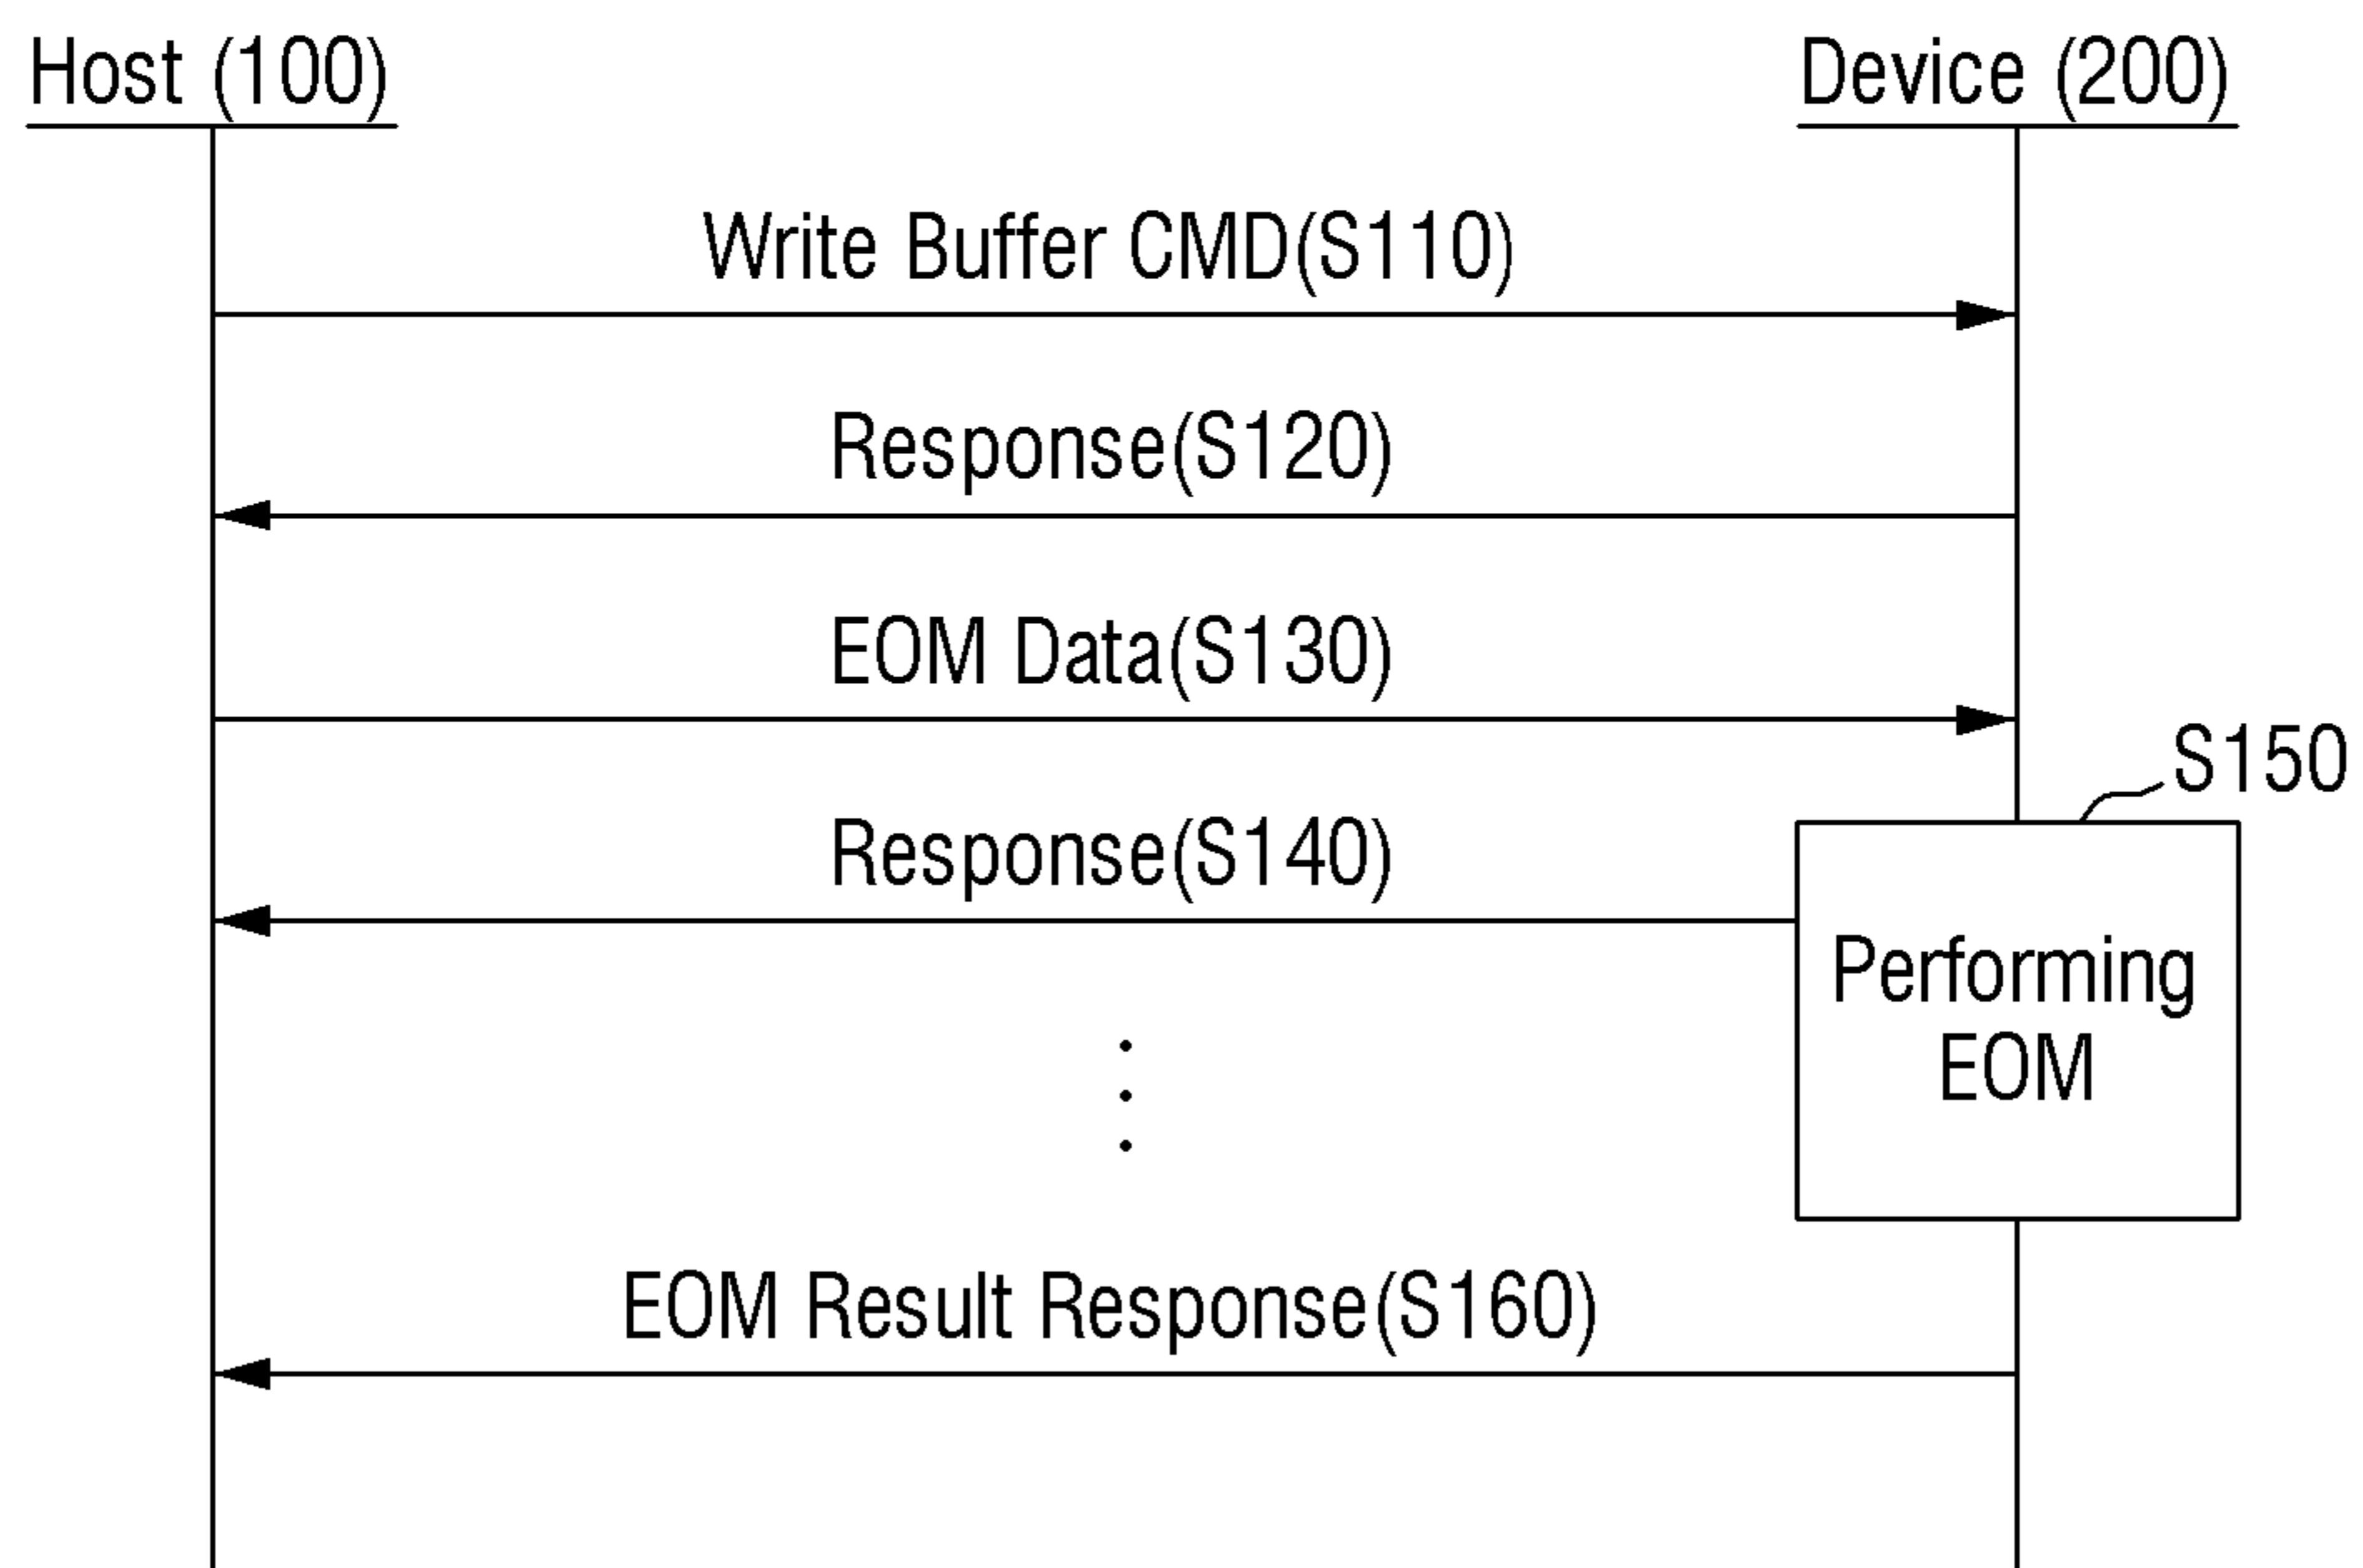 Host (100)
Device (200)
Write Buffer CMD(S110)
Response(S120)
EOM Data(S130)
S150
Response(S140)
Performing
EOM
EOM Result Response(S160)